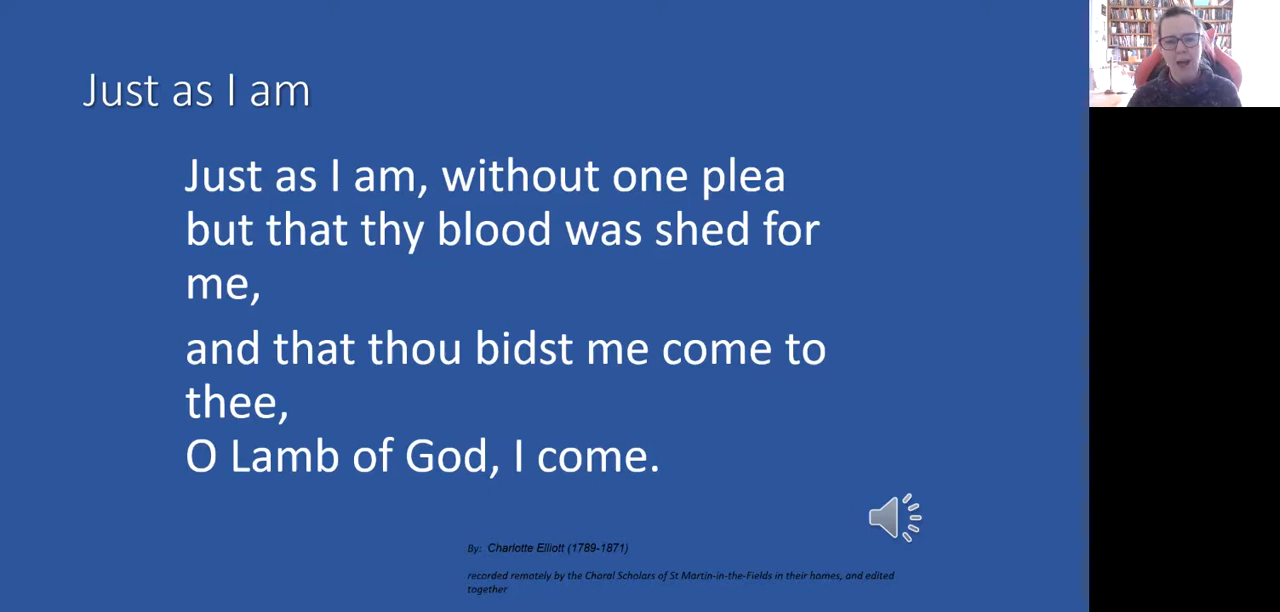 Just as I am
Just as I am, without one plea
but that thy blood was shed for
me,
and that thou bidst me come to
thee,
O Lamb of God, I come.
By: Charlotte Elliott (1789-1871)
recorded remotely by the Choral Scholars of St Martin-in-the-Fields in their homes, and edited
together